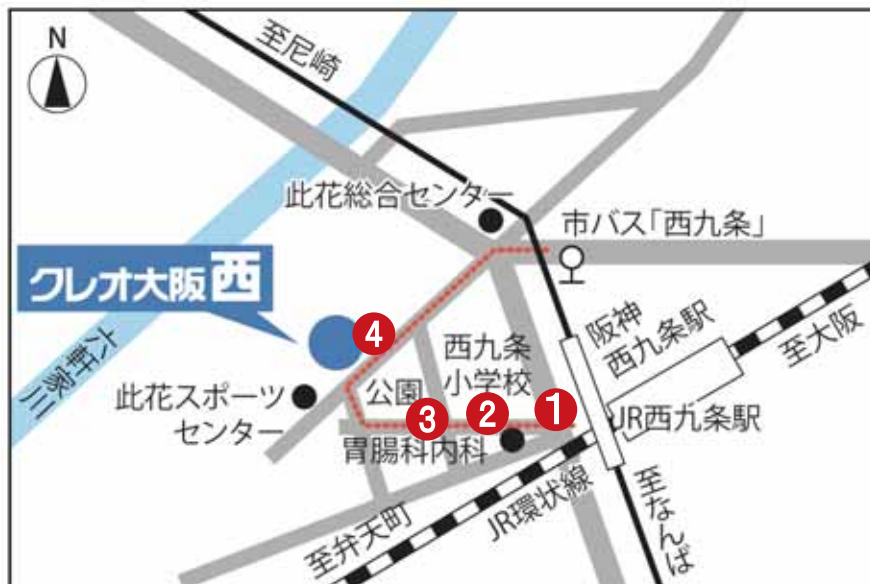 N
至尼崎
此花総合センター
市バス「西九条」
クレオ大阪西
六軒家川
4
阪神
西九条駅
至大阪
西九条
小学校
此花スポーツ
センター
公園
3
2
1
JR西九条駅
胃腸科内科
JR環状線
至弁天町
至なんば